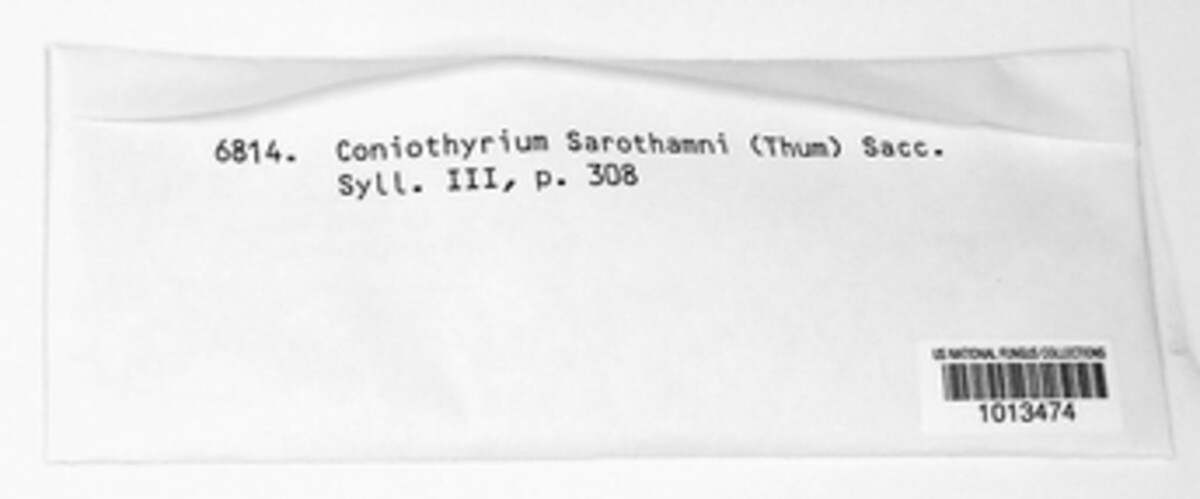 6814. Coniothyrium Sarothamni (Thum) Sacc.
Syll. III, p. 308
US NATIONAL FUNGUS COLLECTIONS
1013474